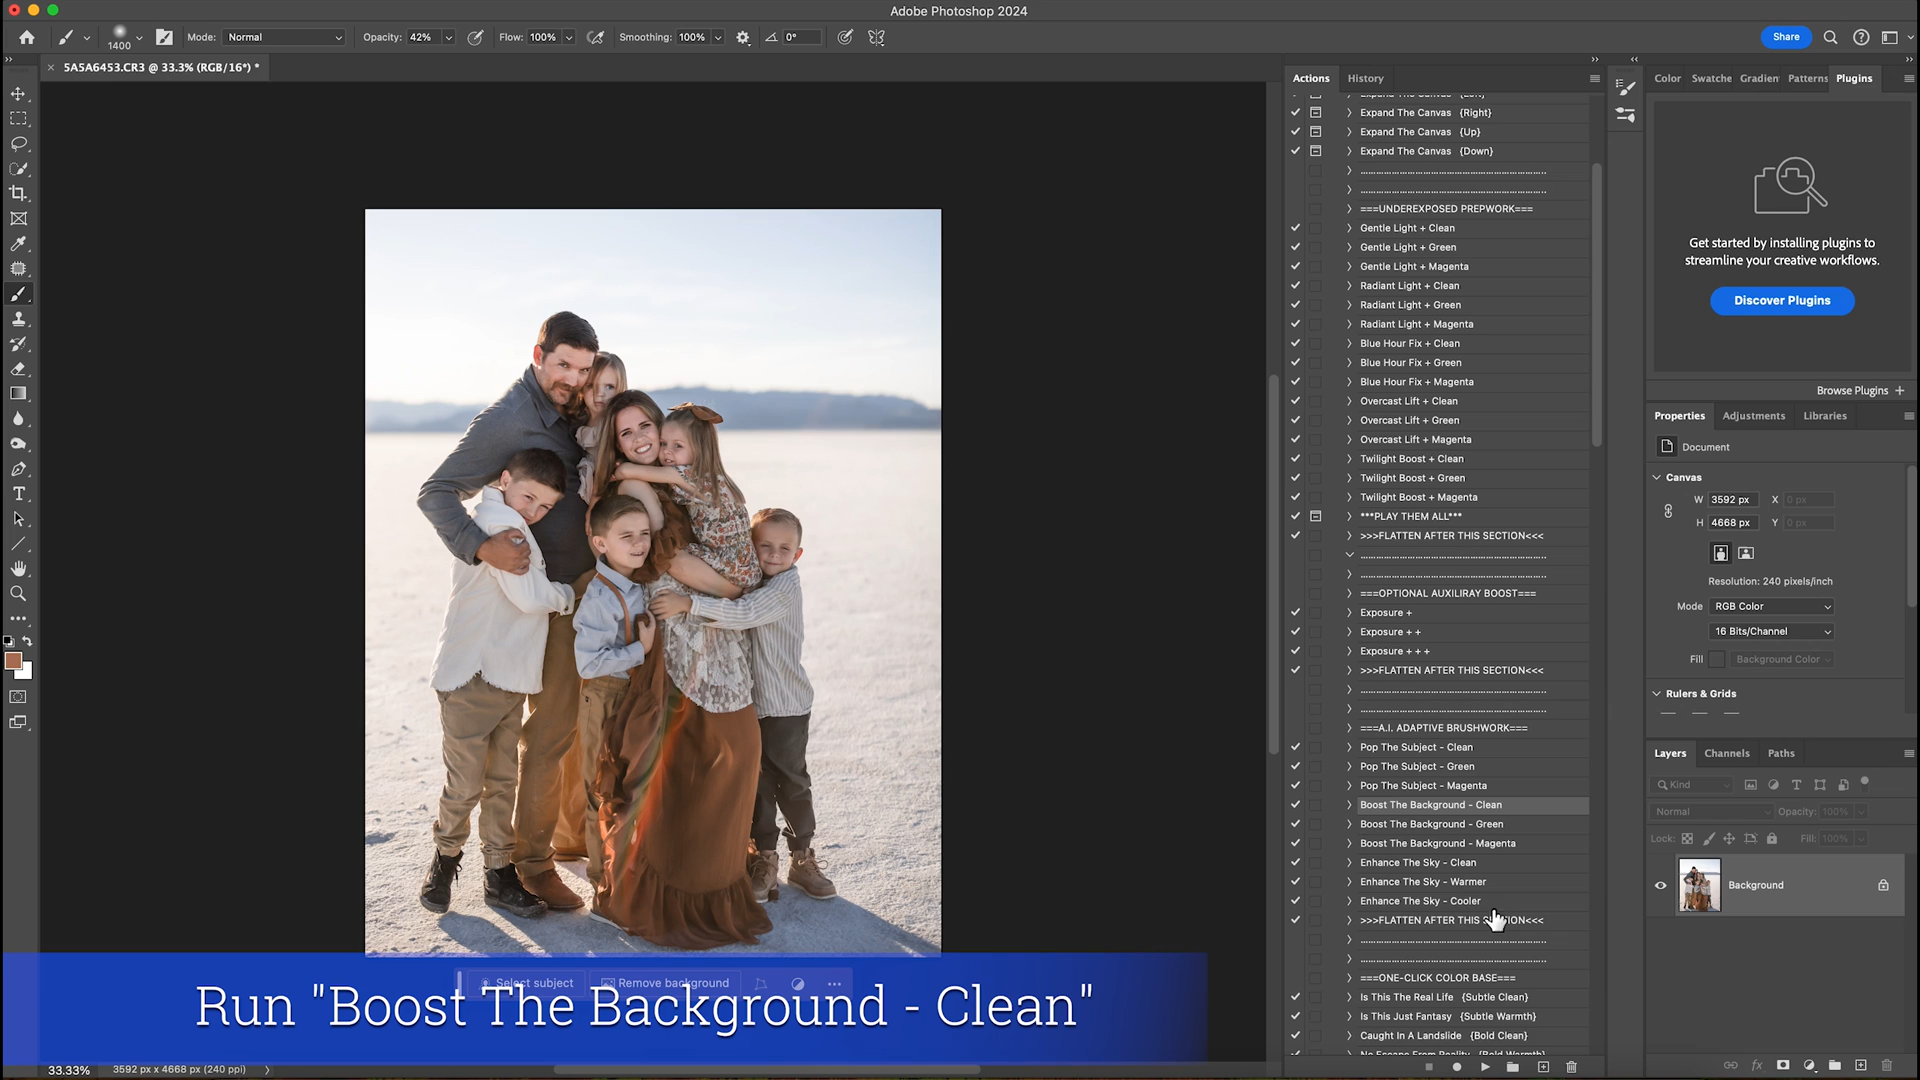 Adobe Photoshop 2024
1400
Mode: Normal
Opacity: 42%
Flow: 100%
Smoothing: 100%
0°
Share
5A5A6453.CR3 @ 33.3% (RGB/16*) *
Actions
History
Expand The Canvas {Left}
Expand The Canvas {Right}
Expand The Canvas {Up}
Expand The Canvas {Down}
===UNDEREXPOSED PREPWORK===
Gentle Light + Clean
Gentle Light + Green
Gentle Light + Magenta
Radiant Light + Clean
Radiant Light + Green
Radiant Light + Magenta
Blue Hour Fix + Clean
Blue Hour Fix + Green
Blue Hour Fix + Magenta
Overcast Lift + Clean
Overcast Lift + Green
Overcast Lift + Magenta
Twilight Boost + Clean
Twilight Boost + Green
Twilight Boost + Magenta
***PLAY THEM ALL***
>>>FLATTEN AFTER THIS SECTION<<<
===OPTIONAL AUXILIRAY BOOST===
Exposure +
Exposure + +
Exposure + + +
>>>FLATTEN AFTER THIS SECTION<<<
===A.I. ADAPTIVE BRUSHWORK===
Pop The Subject - Clean
Pop The Subject - Green
Pop The Subject - Magenta
Boost The Background - Clean
Boost The Background - Green
Boost The Background - Magenta
Enhance The Sky - Clean
Enhance The Sky - Warmer
Enhance The Sky - Cooler
>>>FLATTEN AFTER THIS SECTION<<<
===ONE-CLICK COLOR BASE===
Is This The Real Life {Subtle Clean}
Is This Just Fantasy {Subtle Warmth}
Caught In A Landslide {Bold Clean}
No Escape From Reality {Bold Warmth}
Color
Swatche
Gradien
Patterns
Plugins
Get started by installing plugins to
streamline your creative workflows.
Discover Plugins
Browse Plugins +
Properties
Adjustments
Libraries
Document
Canvas
W 3592 px
X 0 px
H 4668 px
Y 0 px
Resolution: 240 pixels/inch
Mode RGB Color
16 Bits/Channel
Fill Background Color
Rulers & Grids
Layers
Channels
Paths
Kind
Normal
Opacity: 100%
Lock:
Fill: 100%
Background
fx
Select subject
Remove background
Run "Boost The Background - Clean"
33.33%
3592 px x 4668 px (240 ppi)